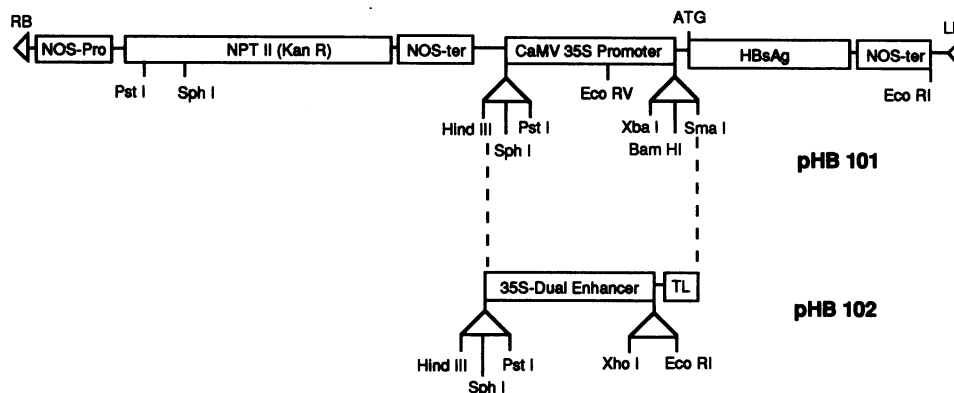 RB
ATG
NOS-Pro
NPT II (Kan R)
NOS-ter
CaMV 35S Promoter
HBsAg
NOS-ter
Pst I
Sph I
Eco RV
Eco RI
Hind III
Sph I
Pst I
Xba I
Bam HI
Sma I
pHB 101
35S-Dual Enhancer
TL
pHB 102
Hind III
Sph I
Pst I
Xho I
Eco RI